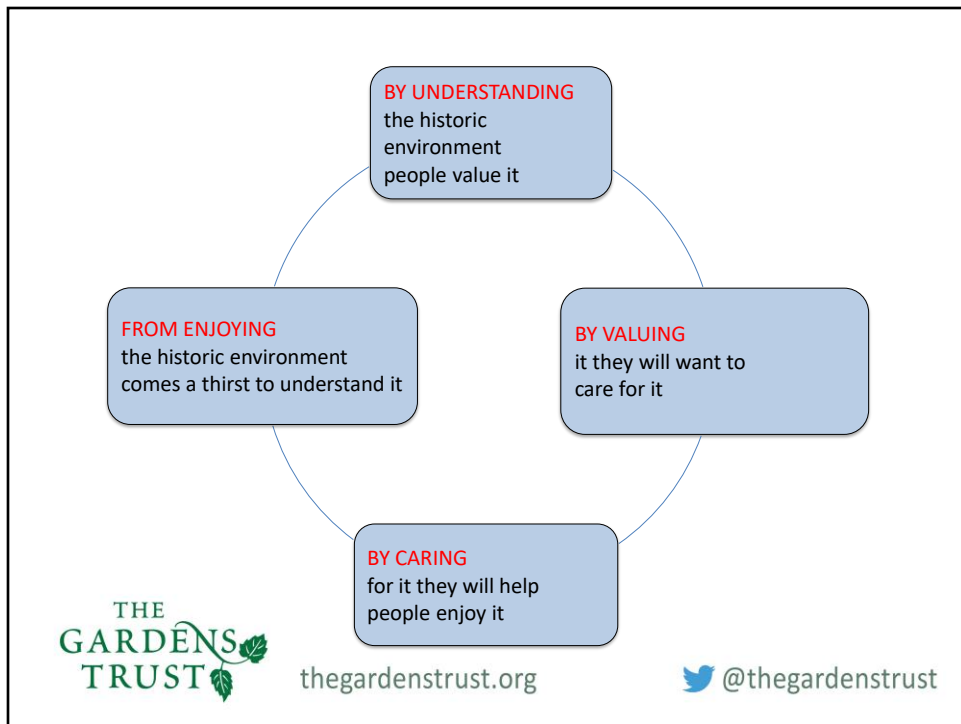 BY UNDERSTANDING
the historic
environment
people value it
FROM ENJOYING
the historic environment
comes a thirst to understand it
BY VALUING
it they will want to
care for it
BY CARING
for it they will help
people enjoy it
THE
GARDENS
TRUST
thegardenstrust.org
@thegardenstrust